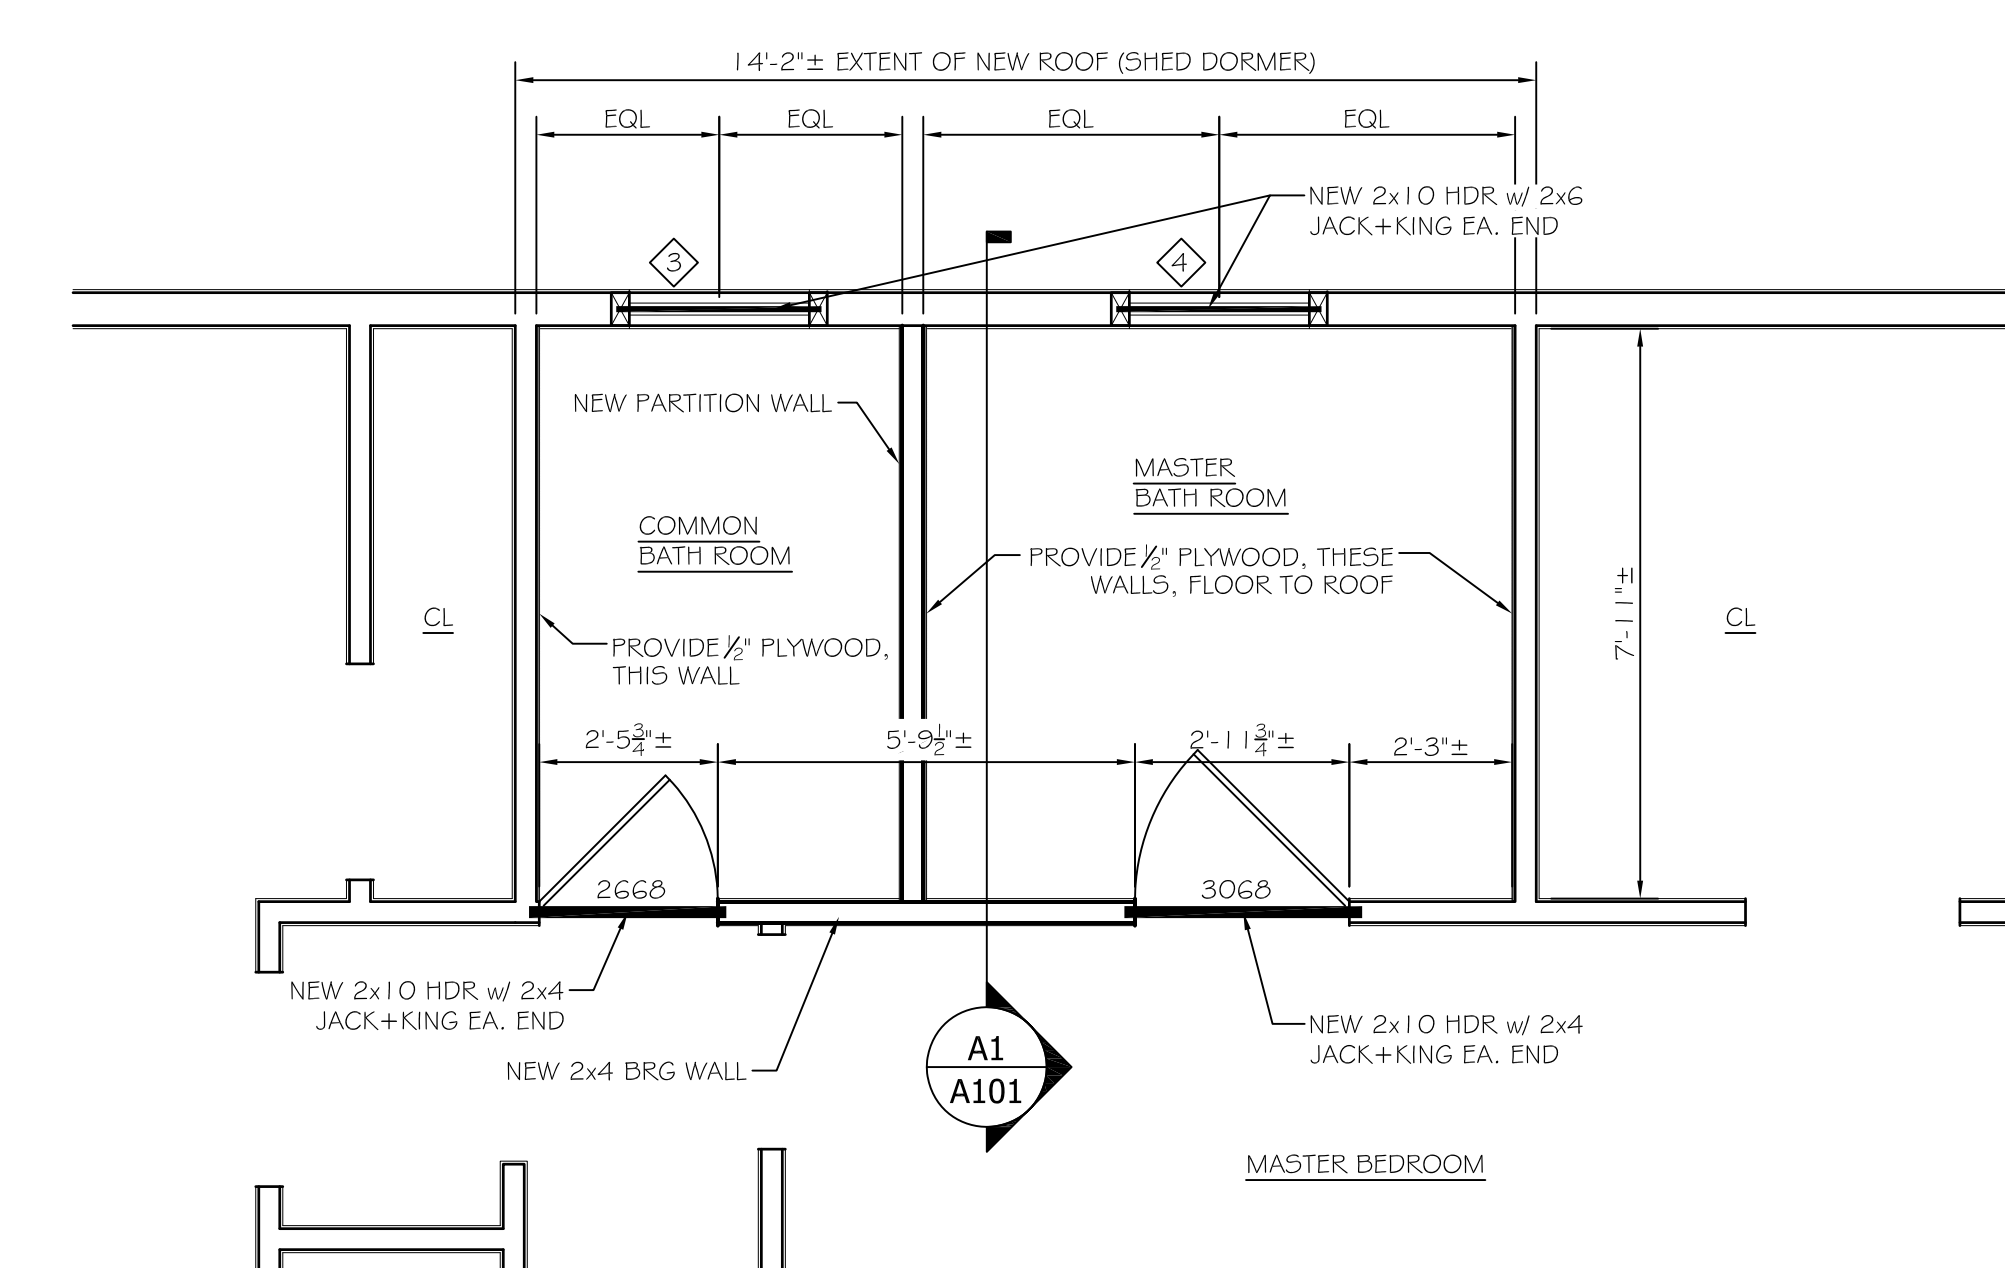 14'-2"± EXTENT OF NEW ROOF (SHED DORMER)
EQL
EQL
EQL
EQL
NEW 2x10 HDR w/ 2x6
JACK+KING EA. END
3
4
NEW PARTITION WALL
MASTER
BATH ROOM
COMMON
BATH ROOM
PROVIDE ½" PLYWOOD, THESE
WALLS, FLOOR TO ROOF
CL
7'-11"±
CL
PROVIDE ½" PLYWOOD,
THIS WALL
2'-5¾"±
5'-9½"±
2'-11¾"±
2'-3"±
2668
3068
NEW 2x10 HDR w/ 2x4
JACK+KING EA. END
NEW 2x4 BRG WALL
A1
A101
NEW 2x10 HDR w/ 2x4
JACK+KING EA. END
MASTER BEDROOM